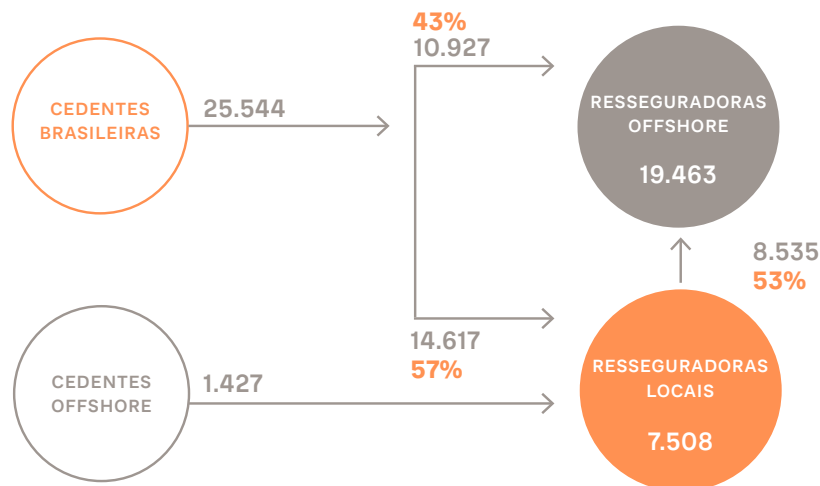 CEDENTES
BRASILEIRAS
25.544
43%
10.927
RESSEGURADORAS
OFFSHORE
19.463
8.535
53%
14.617
57%
CEDENTES
OFFSHORE
1.427
RESSEGURADORAS
LOCAIS
7.508